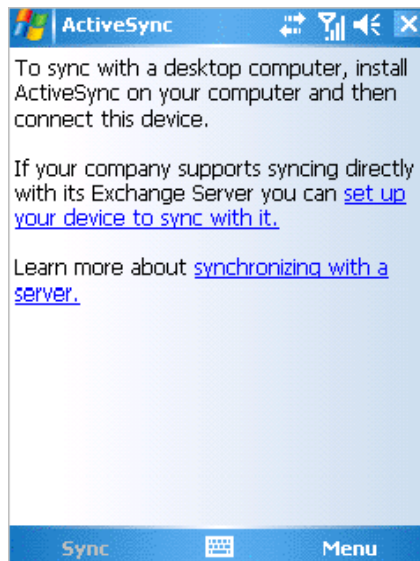 ActiveSync
To sync with a desktop computer, install
ActiveSync on your computer and then
connect this device.
If your company supports syncing directly
with its Exchange Server you can set up
your device to sync with it.
Learn more about synchronizing with a
server.
Sync Menu